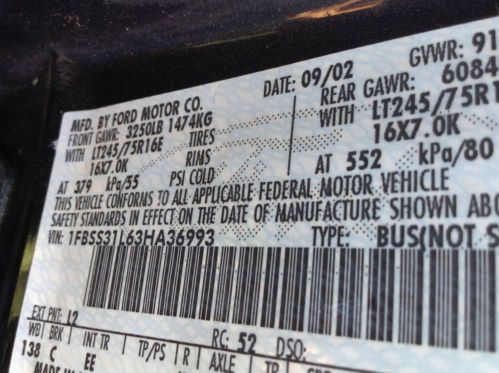 MFD. BY FORD MOTOR CO.
DATE: 09/02
GVWR: 91
FRONT GAWR: 3250LB 1474KG
REAR GAWR: 6084
WITH LT245/75R16E TIRES
WITH LT245/75R1
16X7.0K RIMS
16X7.0K
AT 379 kPa/55 PSI COLD
AT 552 kPa/80
THIS VEHICLE CONFORMS TO ALL APPLICABLE FEDERAL MOTOR VEHICLE
SAFETY STANDARDS IN EFFECT ON THE DATE OF MANUFACTURE SHOWN ABO
VIN: 1FBSS31L63HA36993
TYPE: BUS(NOT S
EXT PNT: 12
RC: 52 DSO:
WB BRK INT TR TP/PS R AXLE TP
138 C EE
MADE IN